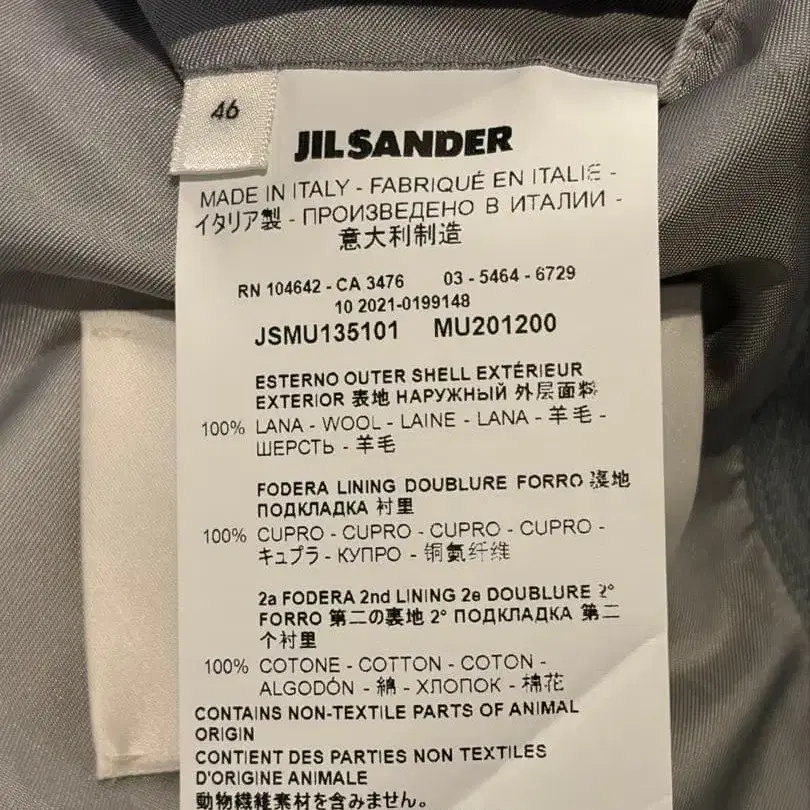 46
JIL SANDER
MADE IN ITALY - FABRIQUÉ EN ITALIE -
イタリア製 - ПРОИЗВЕДЕНО В ИТАЛИИ -
意大利制造
RN 104642 - CA 3476 03 - 5464 - 6729
10 2021-0199148
JSMU135101 MU201200
ESTERNO OUTER SHELL EXTÉRIEUR
EXTERIOR 表地 НАРУЖНЫЙ 外层面料
100% LANA - WOOL - LAINE - LANA - 羊毛 -
ШЕРСТЬ - 羊毛
FODERA LINING DOUBLURE FORRO 裏地
ПОДКЛАДКА 衬里
100% CUPRO - CUPRO - CUPRO - CUPRO -
キュプラ - КУПРО - 铜氨纤维
2a FODERA 2nd LINING 2e DOUBLURE 2°
FORRO 第二の裏地 2° ПОДКЛАДКА 第二
个衬里
100% COTONE - COTTON - COTON -
ALGODÓN - 綿 - ХЛОПОК - 棉花
CONTAINS NON-TEXTILE PARTS OF ANIMAL
ORIGIN
CONTIENT DES PARTIES NON TEXTILES
D'ORIGINE ANIMALE
動物繊維素材を含みません。